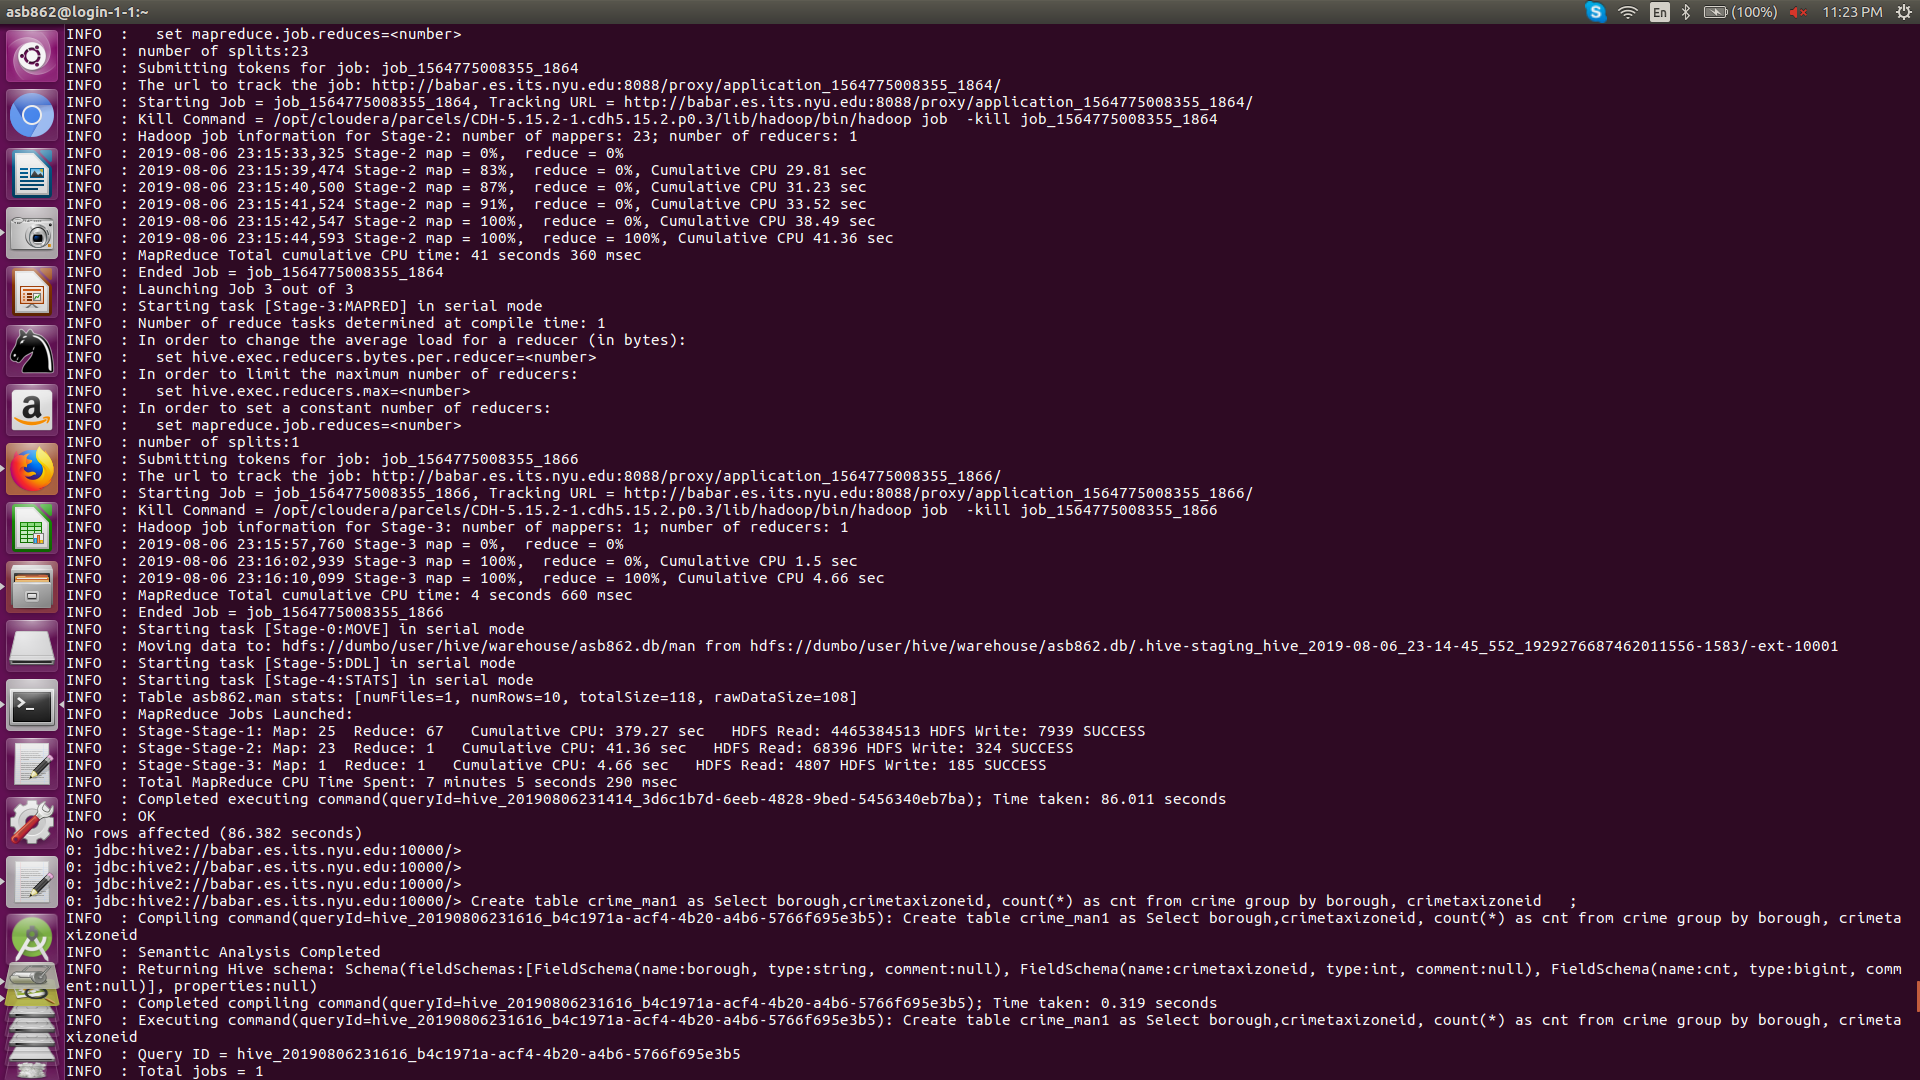 asb862@login-1-1:~
En (100%) 11:23 PM
INFO  :   set mapreduce.job.reduces=<number>
INFO  : number of splits:23
INFO  : Submitting tokens for job: job_1564775008355_1864
INFO  : The url to track the job: http://babar.es.its.nyu.edu:8088/proxy/application_1564775008355_1864/
INFO  : Starting Job = job_1564775008355_1864, Tracking URL = http://babar.es.its.nyu.edu:8088/proxy/application_1564775008355_1864/
INFO  : Kill Command = /opt/cloudera/parcels/CDH-5.15.2-1.cdh5.15.2.p0.3/lib/hadoop/bin/hadoop job  -kill job_1564775008355_1864
INFO  : Hadoop job information for Stage-2: number of mappers: 23; number of reducers: 1
INFO  : 2019-08-06 23:15:33,325 Stage-2 map = 0%,  reduce = 0%
INFO  : 2019-08-06 23:15:39,474 Stage-2 map = 83%,  reduce = 0%, Cumulative CPU 29.81 sec
INFO  : 2019-08-06 23:15:40,500 Stage-2 map = 87%,  reduce = 0%, Cumulative CPU 31.23 sec
INFO  : 2019-08-06 23:15:41,524 Stage-2 map = 91%,  reduce = 0%, Cumulative CPU 33.52 sec
INFO  : 2019-08-06 23:15:42,547 Stage-2 map = 100%,  reduce = 0%, Cumulative CPU 38.49 sec
INFO  : 2019-08-06 23:15:44,593 Stage-2 map = 100%,  reduce = 100%, Cumulative CPU 41.36 sec
INFO  : MapReduce Total cumulative CPU time: 41 seconds 360 msec
INFO  : Ended Job = job_1564775008355_1864
INFO  : Launching Job 3 out of 3
INFO  : Starting task [Stage-3:MAPRED] in serial mode
INFO  : Number of reduce tasks determined at compile time: 1
INFO  : In order to change the average load for a reducer (in bytes):
INFO  :   set hive.exec.reducers.bytes.per.reducer=<number>
INFO  : In order to limit the maximum number of reducers:
INFO  :   set hive.exec.reducers.max=<number>
INFO  : In order to set a constant number of reducers:
INFO  :   set mapreduce.job.reduces=<number>
INFO  : number of splits:1
INFO  : Submitting tokens for job: job_1564775008355_1866
INFO  : The url to track the job: http://babar.es.its.nyu.edu:8088/proxy/application_1564775008355_1866/
INFO  : Starting Job = job_1564775008355_1866, Tracking URL = http://babar.es.its.nyu.edu:8088/proxy/application_1564775008355_1866/
INFO  : Kill Command = /opt/cloudera/parcels/CDH-5.15.2-1.cdh5.15.2.p0.3/lib/hadoop/bin/hadoop job  -kill job_1564775008355_1866
INFO  : Hadoop job information for Stage-3: number of mappers: 1; number of reducers: 1
INFO  : 2019-08-06 23:15:57,760 Stage-3 map = 0%,  reduce = 0%
INFO  : 2019-08-06 23:16:02,939 Stage-3 map = 100%,  reduce = 0%, Cumulative CPU 1.5 sec
INFO  : 2019-08-06 23:16:10,099 Stage-3 map = 100%,  reduce = 100%, Cumulative CPU 4.66 sec
INFO  : MapReduce Total cumulative CPU time: 4 seconds 660 msec
INFO  : Ended Job = job_1564775008355_1866
INFO  : Starting task [Stage-0:MOVE] in serial mode
INFO  : Moving data to: hdfs://dumbo/user/hive/warehouse/asb862.db/man from hdfs://dumbo/user/hive/warehouse/asb862.db/.hive-staging_hive_2019-08-06_23-14-45_552_1929276687462011556-1583/-ext-10001
INFO  : Starting task [Stage-5:DDL] in serial mode
INFO  : Starting task [Stage-4:STATS] in serial mode
INFO  : Table asb862.man stats: [numFiles=1, numRows=10, totalSize=118, rawDataSize=108]
INFO  : MapReduce Jobs Launched:
INFO  : Stage-Stage-1: Map: 25  Reduce: 67   Cumulative CPU: 379.27 sec   HDFS Read: 4465384513 HDFS Write: 7939 SUCCESS
INFO  : Stage-Stage-2: Map: 23  Reduce: 1   Cumulative CPU: 41.36 sec   HDFS Read: 68396 HDFS Write: 324 SUCCESS
INFO  : Stage-Stage-3: Map: 1  Reduce: 1   Cumulative CPU: 4.66 sec   HDFS Read: 4807 HDFS Write: 185 SUCCESS
INFO  : Total MapReduce CPU Time Spent: 7 minutes 5 seconds 290 msec
INFO  : Completed executing command(queryId=hive_20190806231414_3d6c1b7d-6eeb-4828-9bed-5456340eb7ba); Time taken: 86.011 seconds
INFO  : OK
No rows affected (86.382 seconds)
0: jdbc:hive2://babar.es.its.nyu.edu:10000/>
0: jdbc:hive2://babar.es.its.nyu.edu:10000/>
0: jdbc:hive2://babar.es.its.nyu.edu:10000/>
0: jdbc:hive2://babar.es.its.nyu.edu:10000/> Create table crime_man1 as Select borough,crimetaxizoneid, count(*) as cnt from crime group by borough, crimetaxizoneid   ;
INFO  : Compiling command(queryId=hive_20190806231616_b4c1971a-acf4-4b20-a4b6-5766f695e3b5): Create table crime_man1 as Select borough,crimetaxizoneid, count(*) as cnt from crime group by borough, crimeta
xizoneid
INFO  : Semantic Analysis Completed
INFO  : Returning Hive schema: Schema(fieldSchemas:[FieldSchema(name:borough, type:string, comment:null), FieldSchema(name:crimetaxizoneid, type:int, comment:null), FieldSchema(name:cnt, type:bigint, comm
ent:null)], properties:null)
INFO  : Completed compiling command(queryId=hive_20190806231616_b4c1971a-acf4-4b20-a4b6-5766f695e3b5); Time taken: 0.319 seconds
INFO  : Executing command(queryId=hive_20190806231616_b4c1971a-acf4-4b20-a4b6-5766f695e3b5): Create table crime_man1 as Select borough,crimetaxizoneid, count(*) as cnt from crime group by borough, crimeta
xizoneid
INFO  : Query ID = hive_20190806231616_b4c1971a-acf4-4b20-a4b6-5766f695e3b5
INFO  : Total jobs = 1